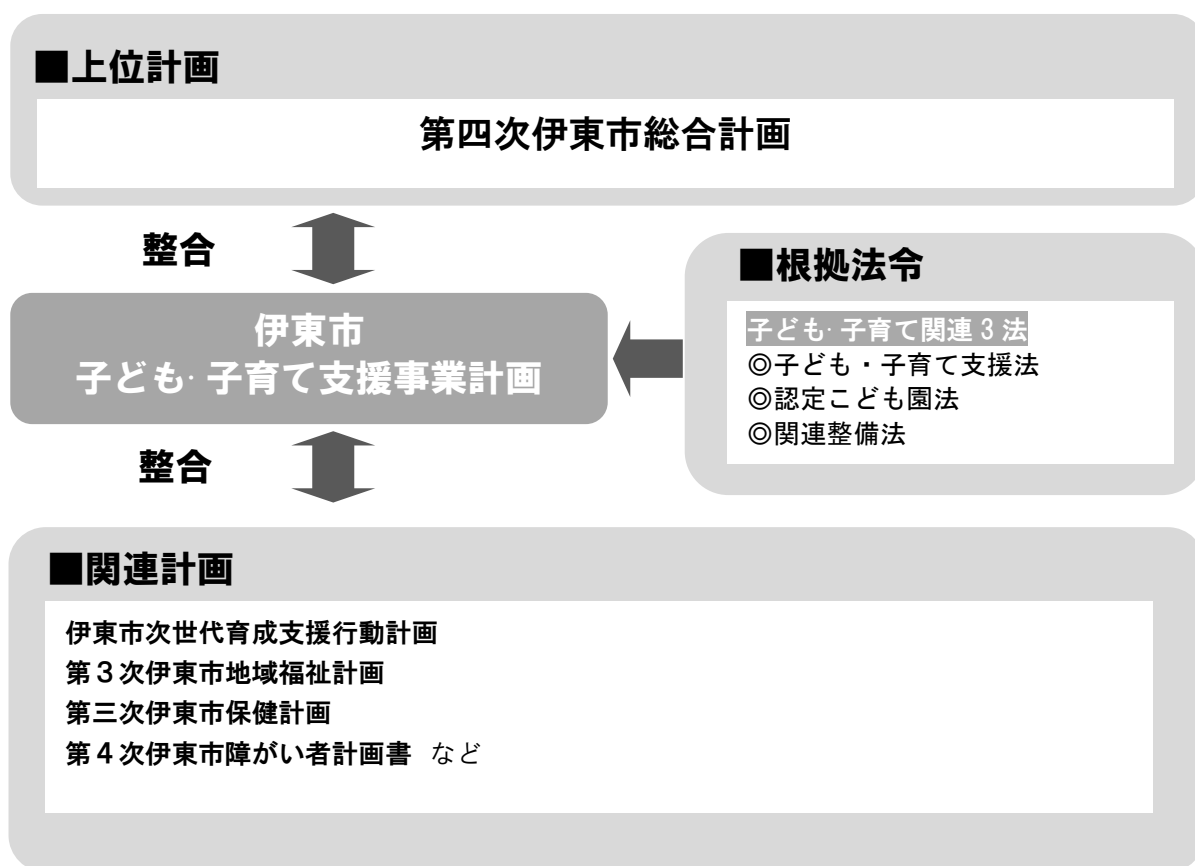 ■上位計画
第四次伊東市総合計画
整合
伊東市
子ども・子育て支援事業計画
■根拠法令
子ども・子育て関連３法
◎子ども・子育て支援法
◎認定こども園法
◎関連整備法
整合
■関連計画
伊東市次世代育成支援行動計画
第３次伊東市地域福祉計画
第三次伊東市保健計画
第４次伊東市障がい者計画書 など